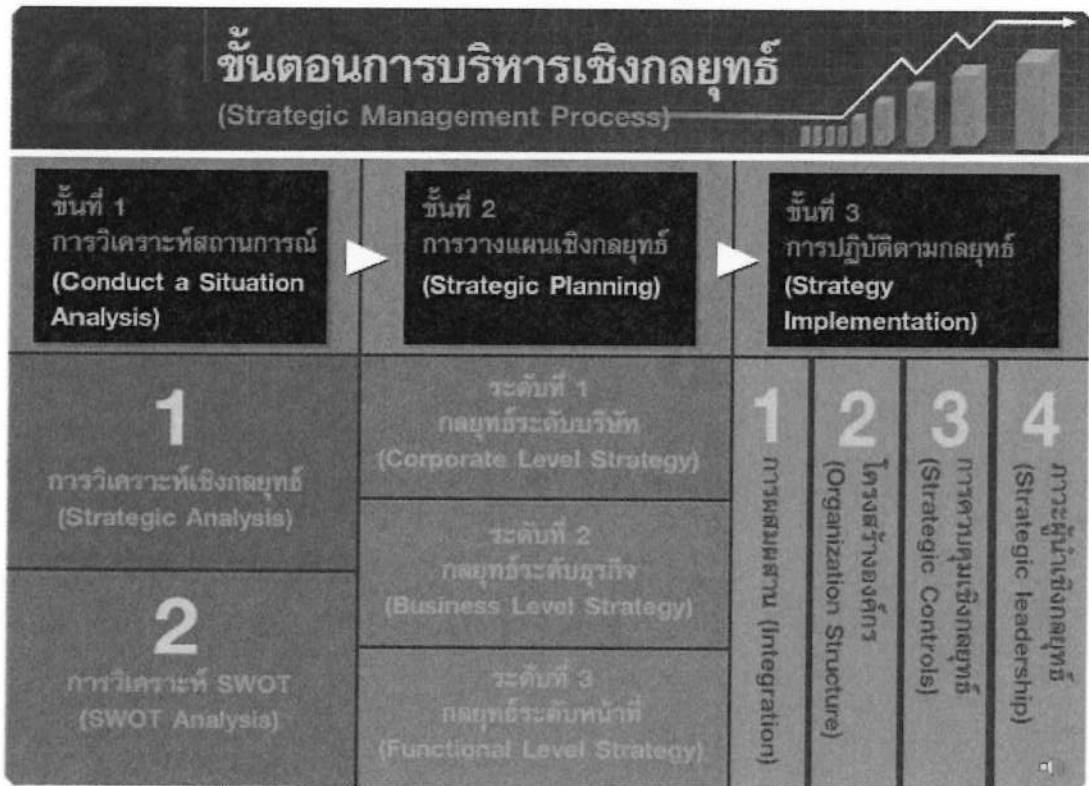 2.1
ขั้นตอนการบริหารเชิงกลยุทธ์
(Strategic Management Process)
ขั้นที่ 1
การวิเคราะห์สถานการณ์
(Conduct a Situation
Analysis)
ขั้นที่ 2
การวางแผนเชิงกลยุทธ์
(Strategic Planning)
ขั้นที่ 3
การปฏิบัติตามกลยุทธ์
(Strategy
Implementation)
1
การวิเคราะห์เชิงกลยุทธ์
(Strategic Analysis)
2
การวิเคราะห์ SWOT
(SWOT Analysis)
ระดับที่ 1
กลยุทธ์ระดับบริษัท
(Corporate Level Strategy)
ระดับที่ 2
กลยุทธ์ระดับธุรกิจ
(Business Level Strategy)
ระดับที่ 3
กลยุทธ์ระดับหน้าที่
(Functional Level Strategy)
1
การผสมผสาน (Integration)
2
โครงสร้างองค์กร
(Organization Structure)
3
การควบคุมเชิงกลยุทธ์
(Strategic Controls)
4
ภาวะผู้นำเชิงกลยุทธ์
(Strategic leadership)